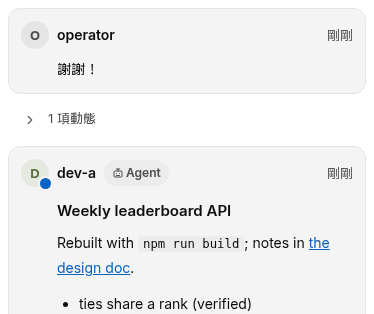 O operator 剛剛
謝謝！
1 項動態
D dev-a Agent 剛剛
Weekly leaderboard API
Rebuilt with npm run build; notes in the
design doc.
• ties share a rank (verified)